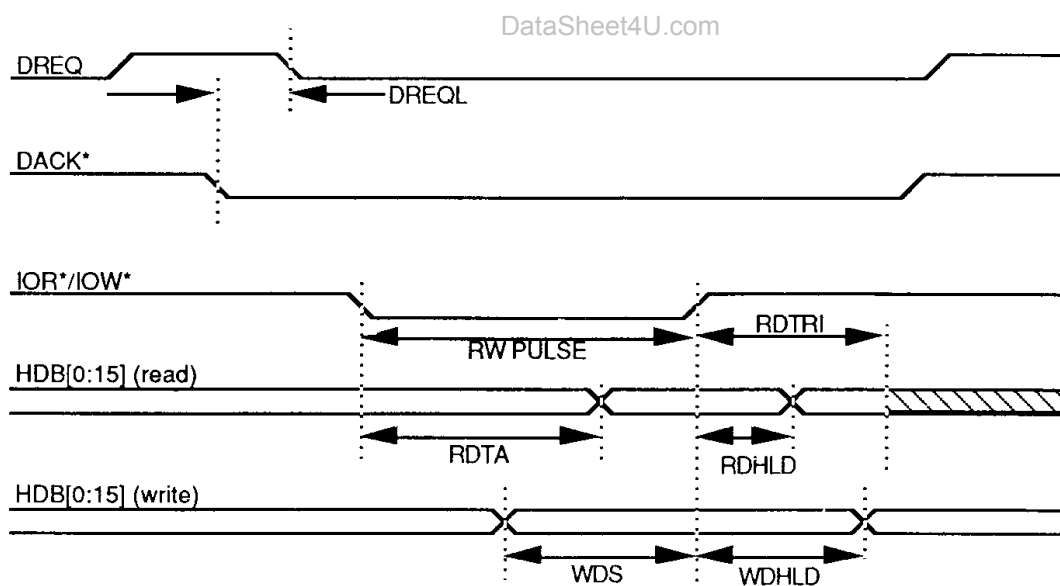 DataSheet4U.com
DREQ
DREQL
DACK*
IOR*/IOW*
RDTRI
RW PULSE
HDB[0:15] (read)
RDTA
RDHLD
HDB[0:15] (write)
WDS
WDHLD